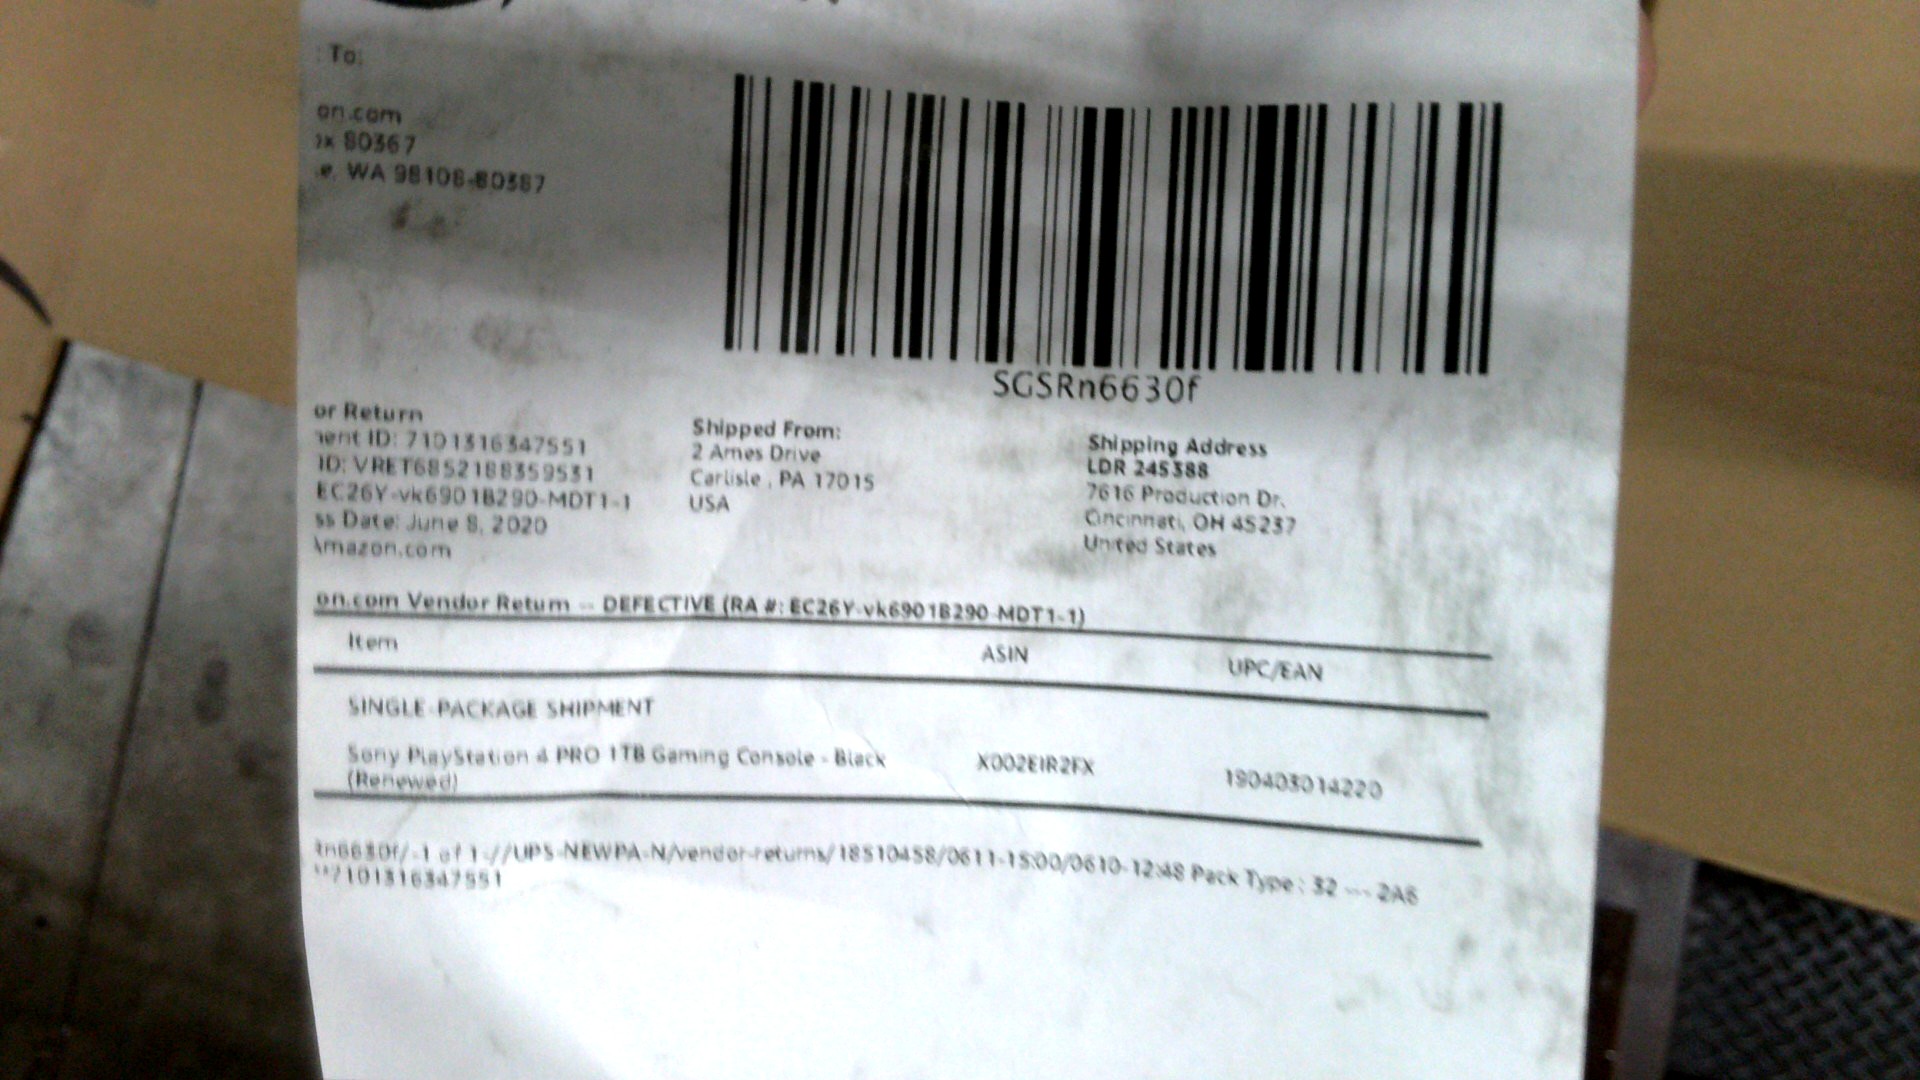 To:
on.com
x 80367
e, WA 98108-80387
SGSRn6630f
or Return
nent ID: 7101316347551
ID: VRET6852188359531
EC26Y-vk6901B290-MDT1-1
ss Date: June 8, 2020
Amazon.com
Shipped From:
2 Ames Drive
Carlisle , PA 17015
USA
Shipping Address
LDR 245388
7616 Production Dr.
Cincinnati, OH 45237
United States
on.com Vendor Return -- DEFECTIVE (RA #: EC26Y-vk6901B290-MDT1-1)
Item ASIN UPC/EAN
SINGLE-PACKAGE SHIPMENT
Sony PlayStation 4 PRO 1TB Gaming Console - Black X002EIR2FX 190403014220
(Renewed)
Rn6630f/-1 of 1-//UPS-NEWPA-N/vendor-returns/18510458/0611-15:00/0610-12:48 Pack Type : 32 ---- 2A6
7101316347551